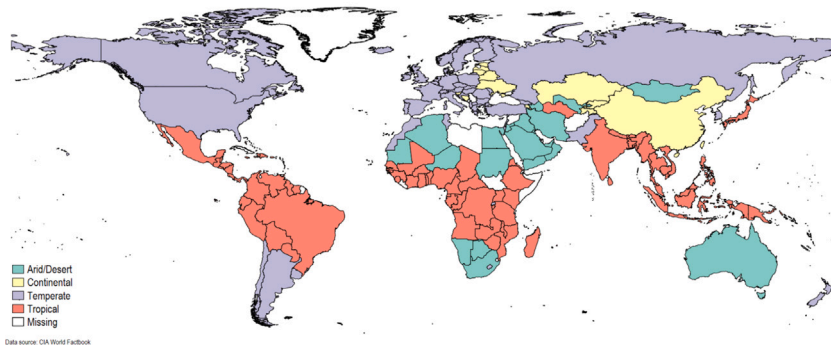 Arid/Desert
Continental
Temperate
Tropical
Missing
Data source: CIA World Factbook